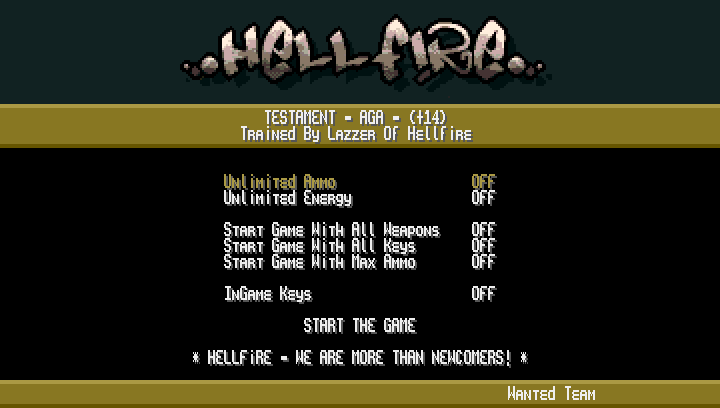 HELLFIRE
TESTAMENT - AGA - (+14)
Trained By Lazzer Of Hellfire
Unlimited Ammo OFF
Unlimited Energy OFF
Start Game With All Weapons OFF
Start Game With All Keys OFF
Start Game With Max Ammo OFF
InGame Keys OFF
START THE GAME
* HELLFiRE - WE ARE MORE THAN NEWCOMERS! *
Wanted Team